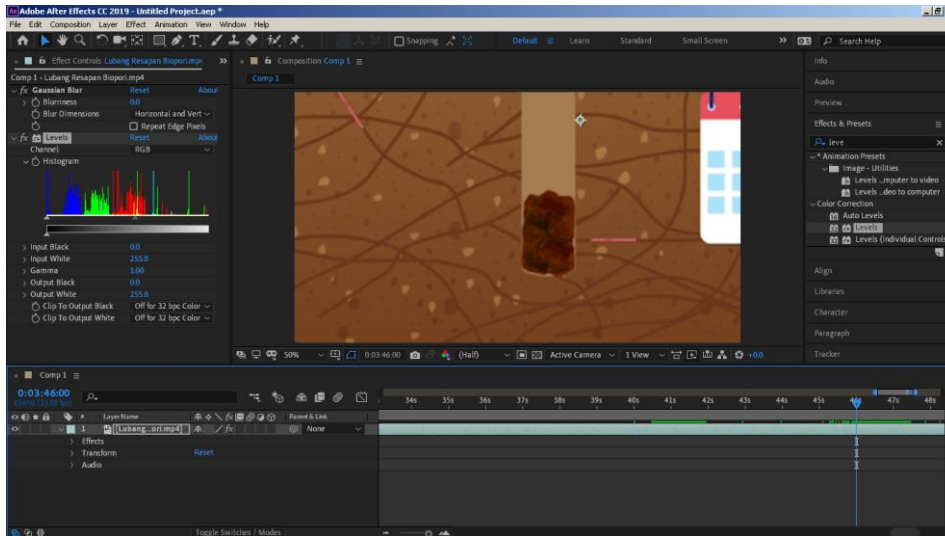 Adobe After Effects CC 2019 - Untitled Project.aep *
File Edit Composition Layer Effect Animation View Window Help
Snapping
Default
Learn
Standard
Small Screen
Search Help
Effect Controls Lubang Resapan Biopori.mp
Composition Comp 1
Info
Comp 1 - Lubang Resapan Biopori.mp4
Comp 1
Audio
fx Gaussian Blur Reset About
Blurriness 0.0
Preview
Blur Dimensions Horizontal and Vert
Repeat Edge Pixels
Effects & Presets
fx Levels Reset About
leve
Channel: RGB
* Animation Presets
Histogram
Image - Utilities
Levels ...mputer to video
Levels ...deo to computer
Color Correction
Auto Levels
Levels
Levels (Individual Controls
Input Black 0.0
Input White 255.0
Gamma 1.00
Align
Output Black 0.0
Output White 255.0
Libraries
Clip To Output Black Off for 32 bpc Color
Clip To Output White Off for 32 bpc Color
Character
Paragraph
50% 0:03:46:00 (Half) Active Camera 1 View +0.0
Tracker
Comp 1
0:03:46:00
34s 35s 36s 37s 38s 39s 40s 41s 42s 43s 44s 45s 46s 47s 48s
# Layer Name Parent & Link
1 [Lubang...ori.mp4] None
Effects
Transform Reset
Audio
Toggle Switches / Modes